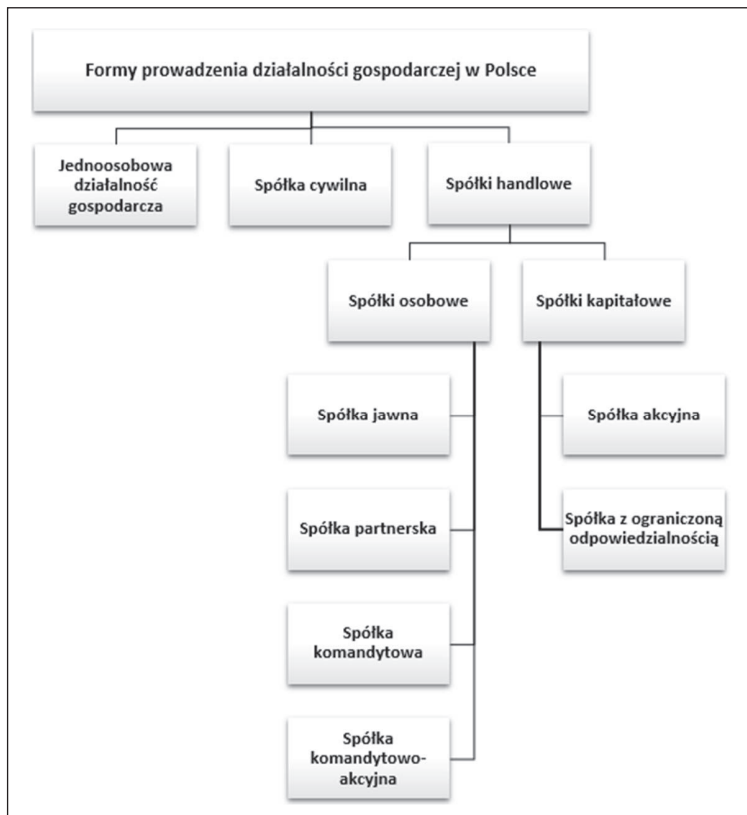 Formy prowadzenia działalności gospodarczej w Polsce
Jednoosobowa
działalność
gospodarcza
Spółka cywilna
Spółki handlowe
Spółki osobowe
Spółki kapitałowe
Spółka jawna
Spółka akcyjna
Spółka partnerska
Spółka z ograniczoną
odpowiedzialnością
Spółka
komandytowa
Spółka
komandytowo-
akcyjna